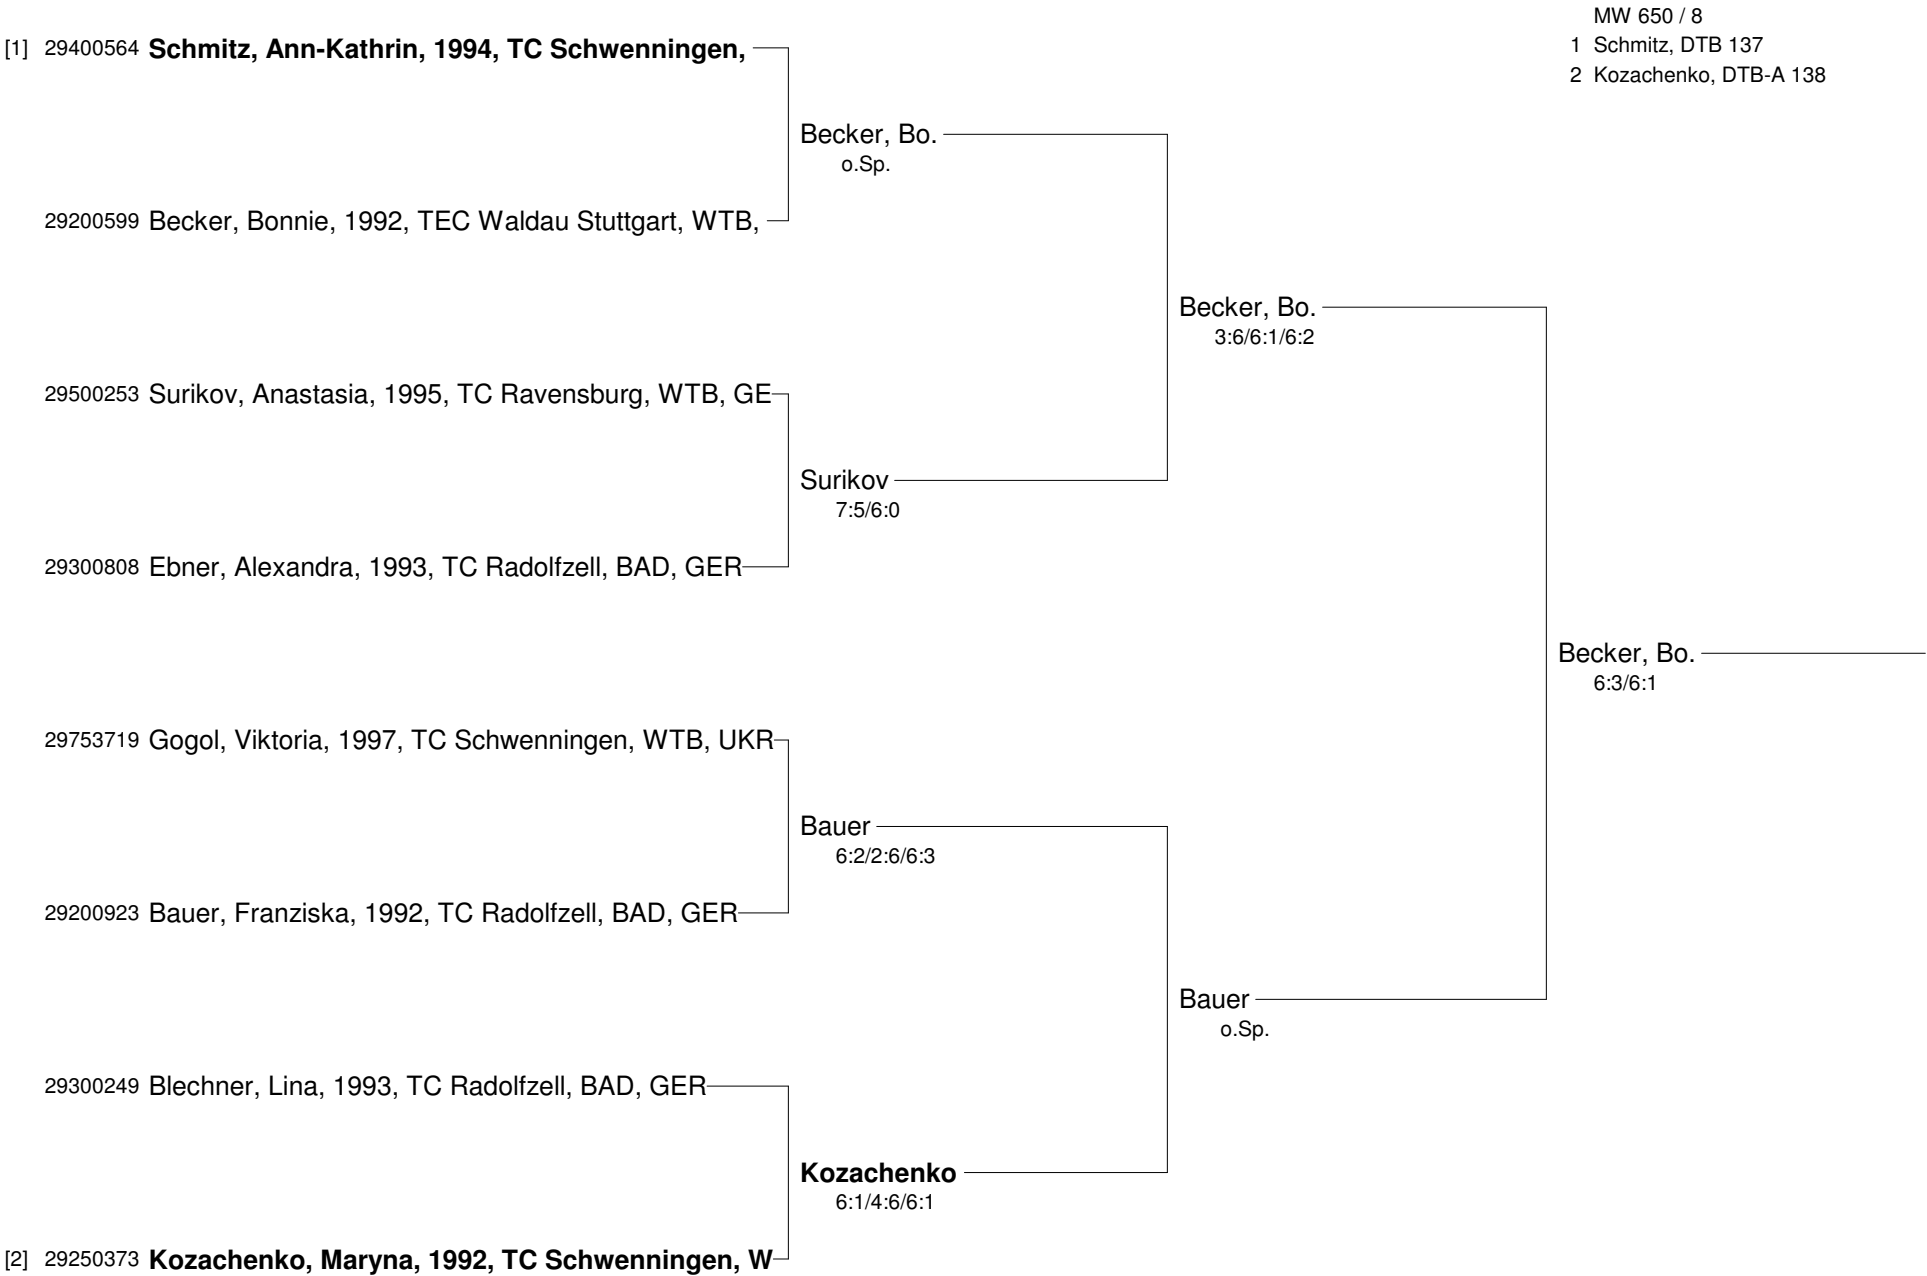 MW 650 / 8
[1] 29400564 Schmitz, Ann-Kathrin, 1994, TC Schwenningen,
1 Schmitz, DTB 137
2 Kozachenko, DTB-A 138
Becker, Bo.
o.Sp.
29200599 Becker, Bonnie, 1992, TEC Waldau Stuttgart, WTB,
Becker, Bo.
3:6/6:1/6:2
29500253 Surikov, Anastasia, 1995, TC Ravensburg, WTB, GE
Surikov
7:5/6:0
29300808 Ebner, Alexandra, 1993, TC Radolfzell, BAD, GER
Becker, Bo.
6:3/6:1
29753719 Gogol, Viktoria, 1997, TC Schwenningen, WTB, UKR
Bauer
6:2/2:6/6:3
29200923 Bauer, Franziska, 1992, TC Radolfzell, BAD, GER
Bauer
o.Sp.
29300249 Blechner, Lina, 1993, TC Radolfzell, BAD, GER
Kozachenko
6:1/4:6/6:1
[2] 29250373 Kozachenko, Maryna, 1992, TC Schwenningen, W